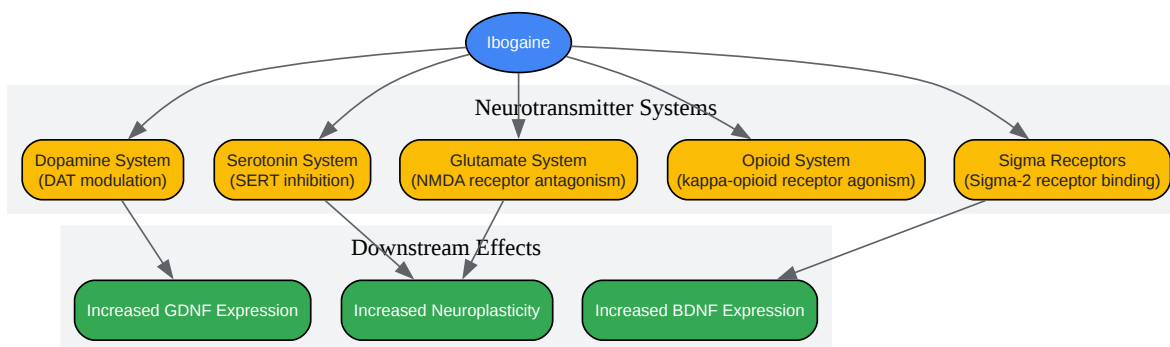 Ibogaine
Neurotransmitter Systems
Dopamine System
(DAT modulation)
Serotonin System
(SERT inhibition)
Glutamate System
(NMDA receptor antagonism)
Opioid System
(kappa-opioid receptor agonism)
Sigma Receptors
(Sigma-2 receptor binding)
Downstream Effects
Increased GDNF Expression
Increased Neuroplasticity
Increased BDNF Expression